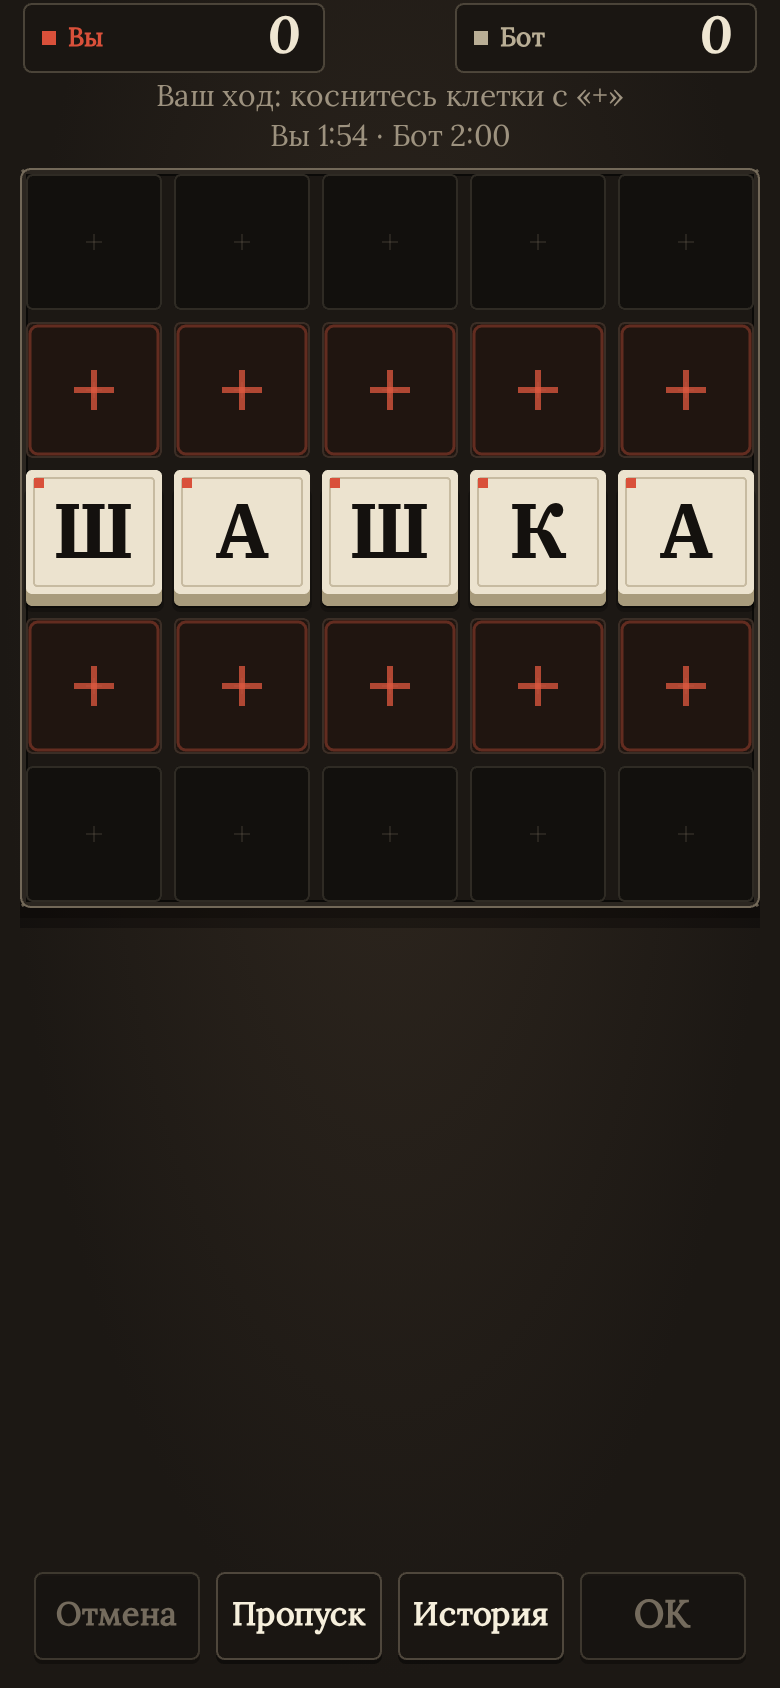 Вы 0 Бот 0
Ваш ход: коснитесь клетки с «+»
Вы 1:54 · Бот 2:00
+ + + + +
+ + + + +
Ш А Ш К А
+ + + + +
+ + + + +
Отмена Пропуск История OK